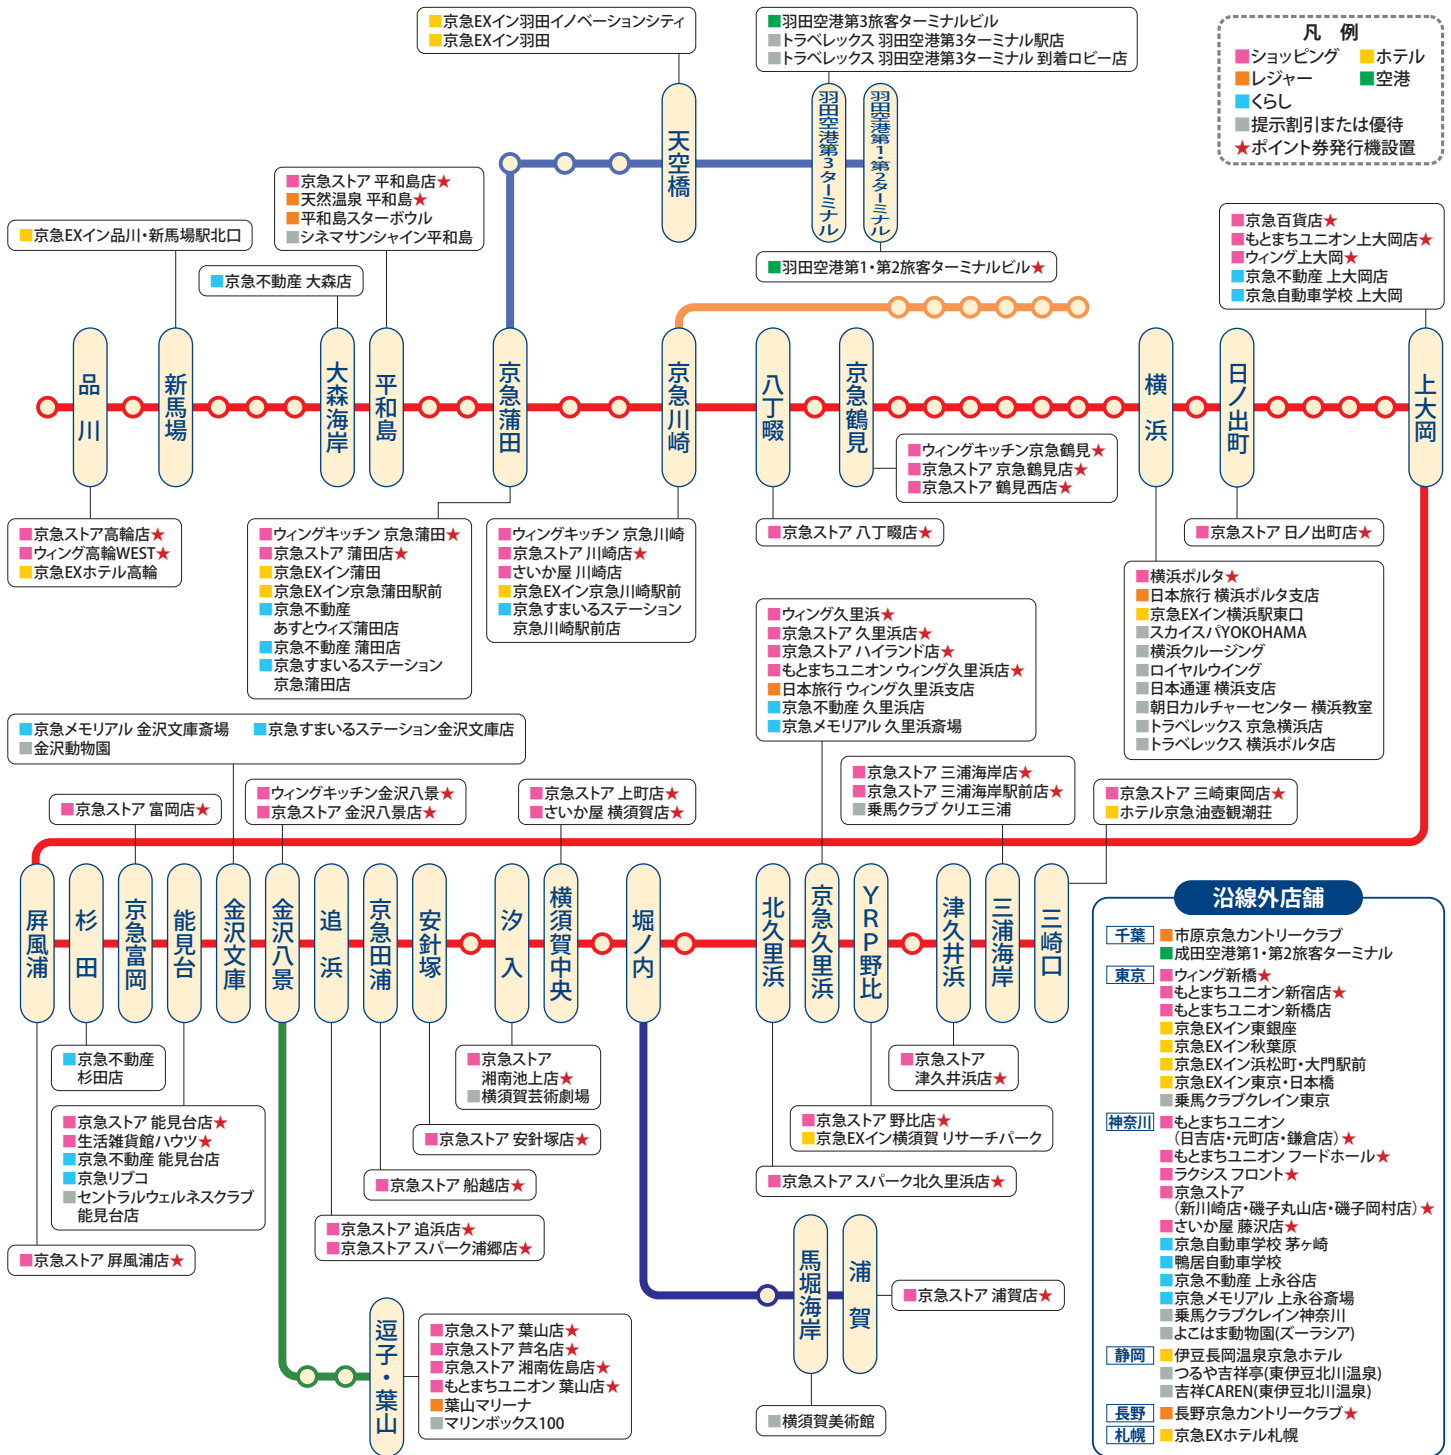 京急EXイン羽田イノベーションシティ
京急EXイン羽田
羽田空港第3旅客ターミナルビル
トラベレックス 羽田空港第3ターミナル駅店
トラベレックス 羽田空港第3ターミナル 到着ロビー店
凡 例
ショッピング
ホテル
レジャー
空港
くらし
提示割引または優待
★ポイント券発行機設置
天空橋
羽田空港第3ターミナル
羽田空港第1・第2ターミナル
羽田空港第1・第2旅客ターミナルビル★
京急EXイン品川・新馬場駅北口
京急不動産 大森店
京急ストア 平和島店★
天然温泉 平和島★
平和島スターボウル
シネマサンシャイン平和島
京急百貨店★
もとまちユニオン上大岡店★
ウィング上大岡★
京急不動産 上大岡店
京急自動車学校 上大岡
品川
新馬場
大森海岸
平和島
京急蒲田
京急川崎
八丁畷
京急鶴見
横浜
日ノ出町
上大岡
京急ストア高輪店★
ウィング高輪WEST★
京急EXホテル高輪
ウィングキッチン 京急蒲田★
京急ストア 蒲田店★
京急EXイン蒲田
京急EXイン京急蒲田駅前
京急不動産
あすとウィズ蒲田店
京急不動産 蒲田店
京急すまいるステーション
京急蒲田店
ウィングキッチン 京急川崎
京急ストア 川崎店★
さいか屋 川崎店
京急EXイン京急川崎駅前
京急すまいるステーション
京急川崎駅前店
京急ストア 八丁畷店★
ウィングキッチン京急鶴見★
京急ストア 京急鶴見店★
京急ストア 鶴見西店★
横浜ポルタ★
日本旅行 横浜ポルタ支店
京急EXイン横浜駅東口
スカイスパYOKOHAMA
横浜クルージング
ロイヤルウイング
日本通運 横浜支店
朝日カルチャーセンター 横浜教室
トラベレックス 京急横浜店
トラベレックス 横浜ポルタ店
京急ストア 日ノ出町店★
京急メモリアル 金沢文庫斎場
京急すまいるステーション金沢文庫店
金沢動物園
京急ストア 富岡店★
ウィングキッチン金沢八景★
京急ストア 金沢八景店★
京急ストア 上町店★
さいか屋 横須賀店★
ウィング久里浜★
京急ストア 久里浜店★
京急ストア ハイランド店★
もとまちユニオン ウィング久里浜店★
日本旅行 ウィング久里浜支店
京急不動産 久里浜店
京急メモリアル 久里浜斎場
京急ストア 三浦海岸店★
京急ストア 三浦海岸駅前店★
乗馬クラブ クリエ三浦
京急ストア 三崎東岡店★
ホテル京急油壺観潮荘
屏風浦
杉田
京急富岡
能見台
金沢文庫
金沢八景
追浜
京急田浦
安針塚
汐入
横須賀中央
堀ノ内
北久里浜
京急久里浜
YRP野比
津久井浜
三浦海岸
三崎口
京急ストア 屏風浦店★
京急不動産
杉田店
京急ストア 能見台店★
生活雑貨館ハウツ★
京急不動産 能見台店
京急リブコ
セントラルウェルネスクラブ
能見台店
京急ストア 追浜店★
京急ストア スパーク浦郷店★
京急ストア 船越店★
京急ストア 安針塚店★
京急ストア
湘南池上店★
横須賀芸術劇場
京急ストア スパーク北久里浜店★
京急ストア 野比店★
京急EXイン横須賀 リサーチパーク
京急ストア
津久井浜店★
逗子・葉山
京急ストア 葉山店★
京急ストア 芦名店★
京急ストア 湘南佐島店★
もとまちユニオン 葉山店★
葉山マリーナ
マリンボックス100
馬堀海岸
浦賀
京急ストア 浦賀店★
横須賀美術館
沿線外店舗
千葉
市原京急カントリークラブ
成田空港第1・第2旅客ターミナル
東京
ウィング新橋★
もとまちユニオン新宿店★
もとまちユニオン新橋店
京急EXイン東銀座
京急EXイン秋葉原
京急EXイン浜松町・大門駅前
京急EXイン東京・日本橋
乗馬クラブクレイン東京
神奈川
もとまちユニオン
(日吉店・元町店・鎌倉店)★
もとまちユニオン フードホール★
ラクシス フロント★
京急ストア
(新川崎店・磯子丸山店・磯子岡村店)★
さいか屋 藤沢店★
京急自動車学校 茅ヶ崎
鴨居自動車学校
京急不動産 上永谷店
京急メモリアル 上永谷斎場
乗馬クラブクレイン神奈川
よこはま動物園(ズーラシア)
静岡
伊豆長岡温泉京急ホテル
つるや吉祥亭(東伊豆北川温泉)
吉祥CAREN(東伊豆北川温泉)
長野
長野京急カントリークラブ★
札幌
京急EXホテル札幌